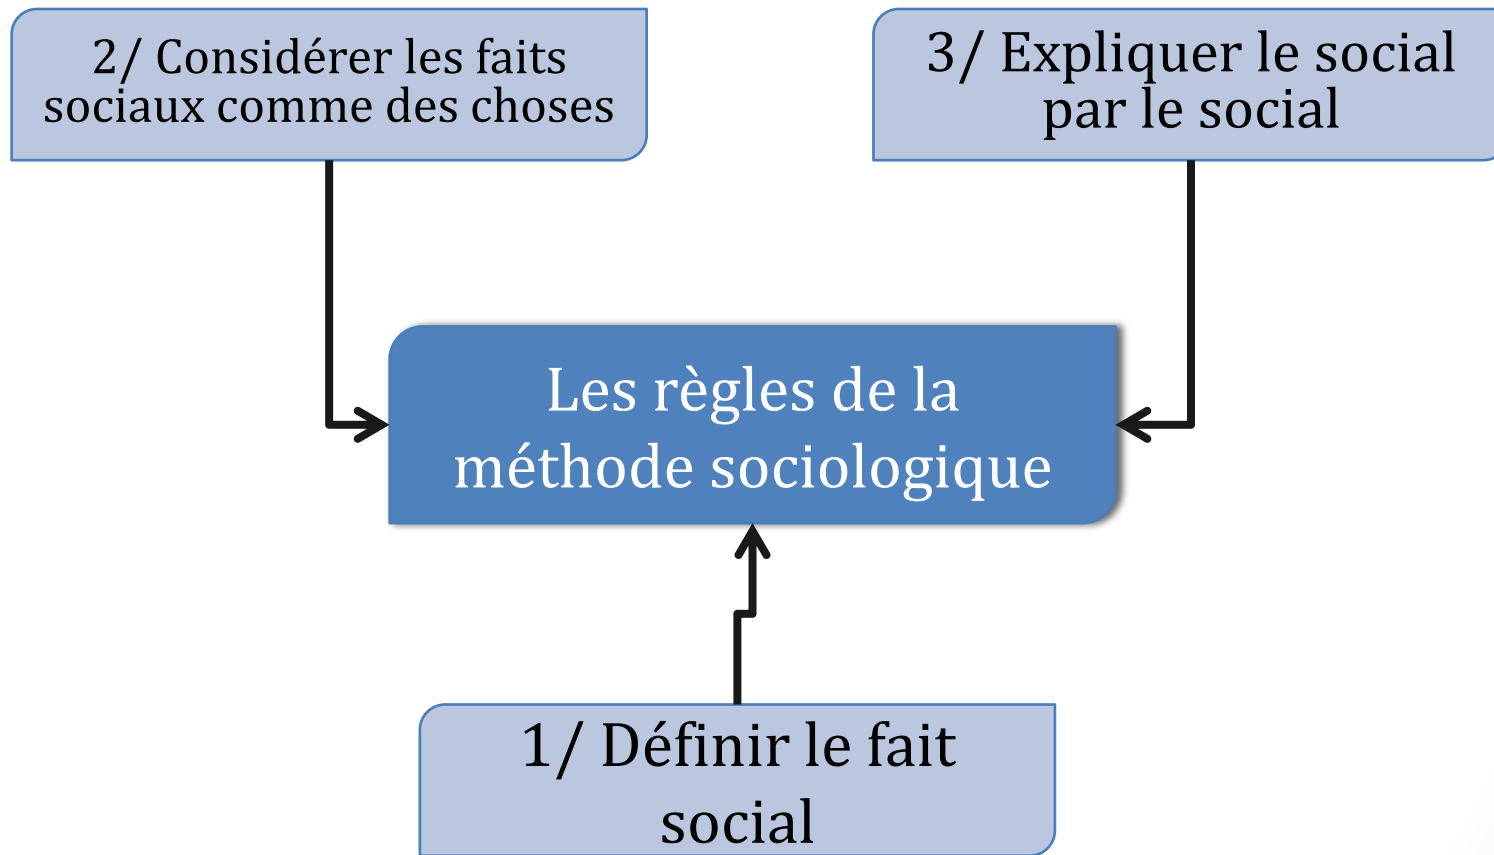 2/ Considérer les faits
sociaux comme des choses
3/ Expliquer le social
par le social
Les règles de la
méthode sociologique
1/ Définir le fait
social